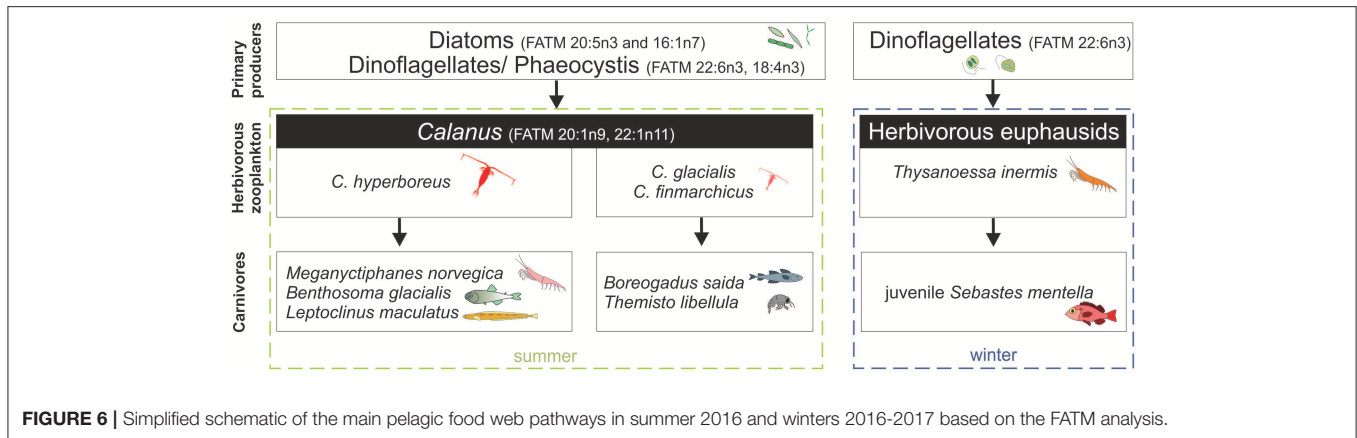 Primary
producers
Diatoms (FATM 20:5n3 and 16:1n7)
Dinoflagellates/ Phaeocystis (FATM 22:6n3, 18:4n3)
Dinoflagellates (FATM 22:6n3)
Herbivorous
zooplankton
Calanus (FATM 20:1n9, 22:1n11)
C. hyperboreus
C. glacialis
C. finmarchicus
Herbivorous euphausids
Thysanoessa inermis
Carnivores
Meganyctiphanes norvegica
Benthosoma glacialis
Leptoclinus maculatus
Boreogadus saida
Themisto libellula
juvenile Sebastes mentella
summer
winter
FIGURE 6 | Simplified schematic of the main pelagic food web pathways in summer 2016 and winters 2016-2017 based on the FATM analysis.